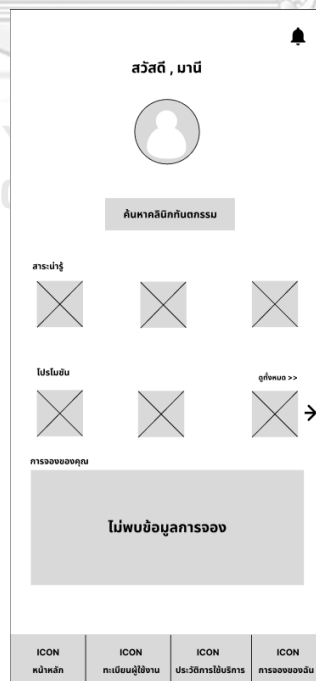 สวัสดี , มานี
ค้นหาคลินิกทันตกรรม
สาระน่ารู้
โปรโมชัน
ดูทั้งหมด >>
การจองของคุณ
ไม่พบข้อมูลการจอง
ICON ICON ICON ICON
หน้าหลัก ทะเบียนผู้ใช้งาน ประวัติการใช้บริการ การจองของฉัน